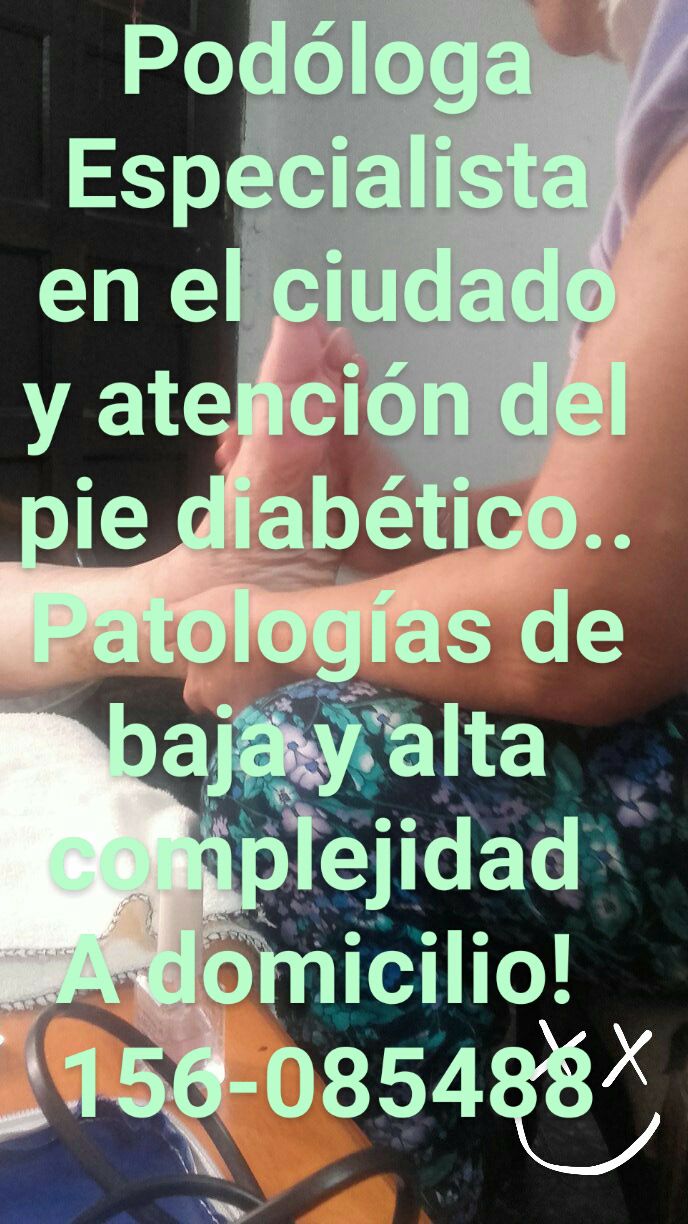 Podóloga
Especialista
en el ciudado
y atención del
pie diabético..
Patologías de
baja y alta
complejidad
A domicilio!
156-085488